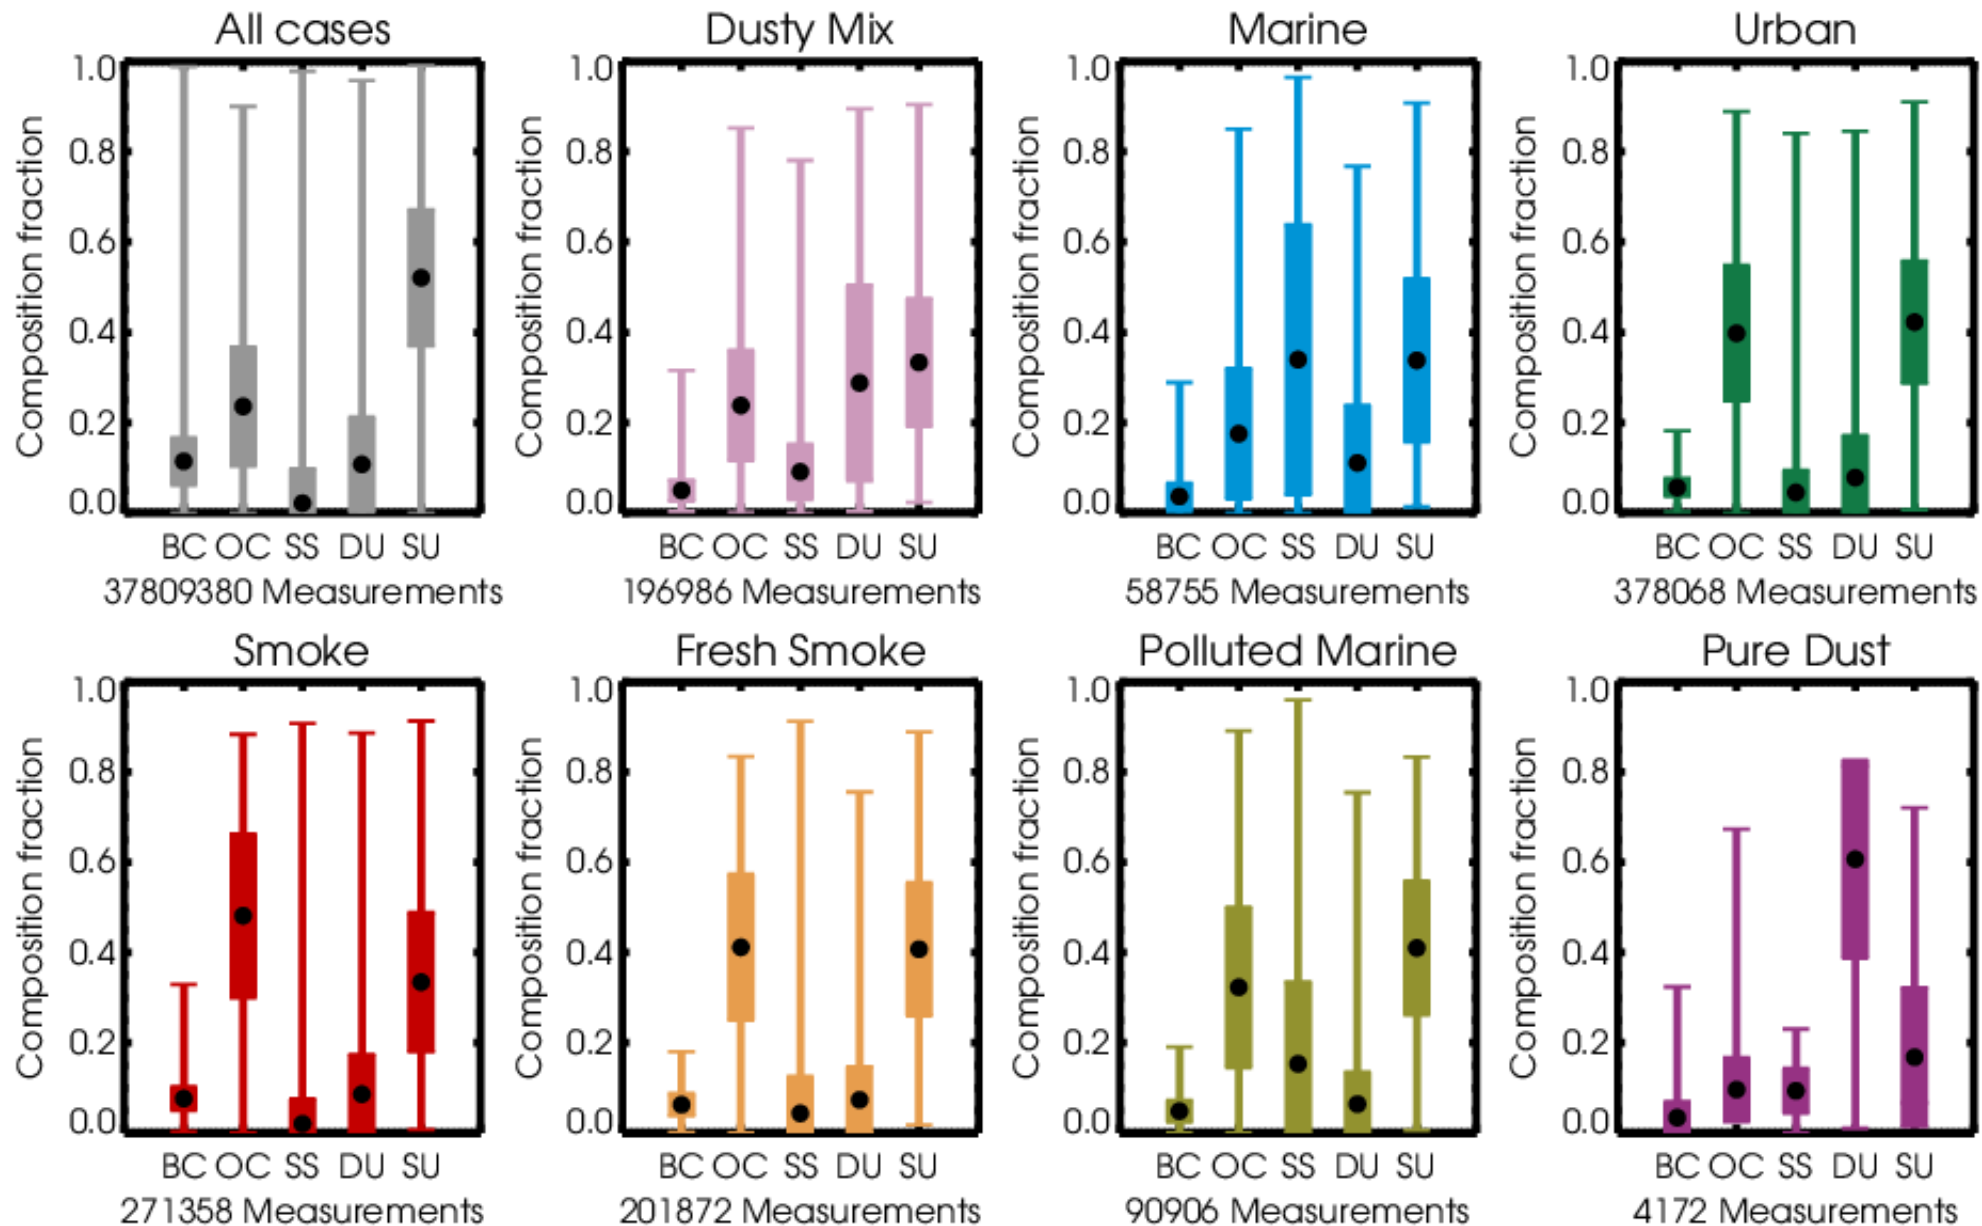 All cases
Composition fraction
1.0
0.8
0.6
0.4
0.2
0.0
BC OC SS DU SU
37809380 Measurements
Dusty Mix
Composition fraction
1.0
0.8
0.6
0.4
0.2
0.0
BC OC SS DU SU
196986 Measurements
Marine
Composition fraction
1.0
0.8
0.6
0.4
0.2
0.0
BC OC SS DU SU
58755 Measurements
Urban
Composition fraction
1.0
0.8
0.6
0.4
0.2
0.0
BC OC SS DU SU
378068 Measurements
Smoke
Composition fraction
1.0
0.8
0.6
0.4
0.2
0.0
BC OC SS DU SU
271358 Measurements
Fresh Smoke
Composition fraction
1.0
0.8
0.6
0.4
0.2
0.0
BC OC SS DU SU
201872 Measurements
Polluted Marine
Composition fraction
1.0
0.8
0.6
0.4
0.2
0.0
BC OC SS DU SU
90906 Measurements
Pure Dust
Composition fraction
1.0
0.8
0.6
0.4
0.2
0.0
BC OC SS DU SU
4172 Measurements